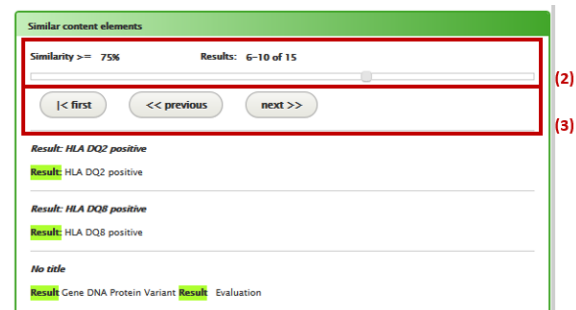 Similar content elements
Similarity >= 75% Results: 6-10 of 15
(2)
|< first << previous next >>
(3)
Result: HLA DQ2 positive
Result: HLA DQ2 positive
Result: HLA DQ8 positive
Result: HLA DQ8 positive
No title
Result Gene DNA Protein Variant Result Evaluation